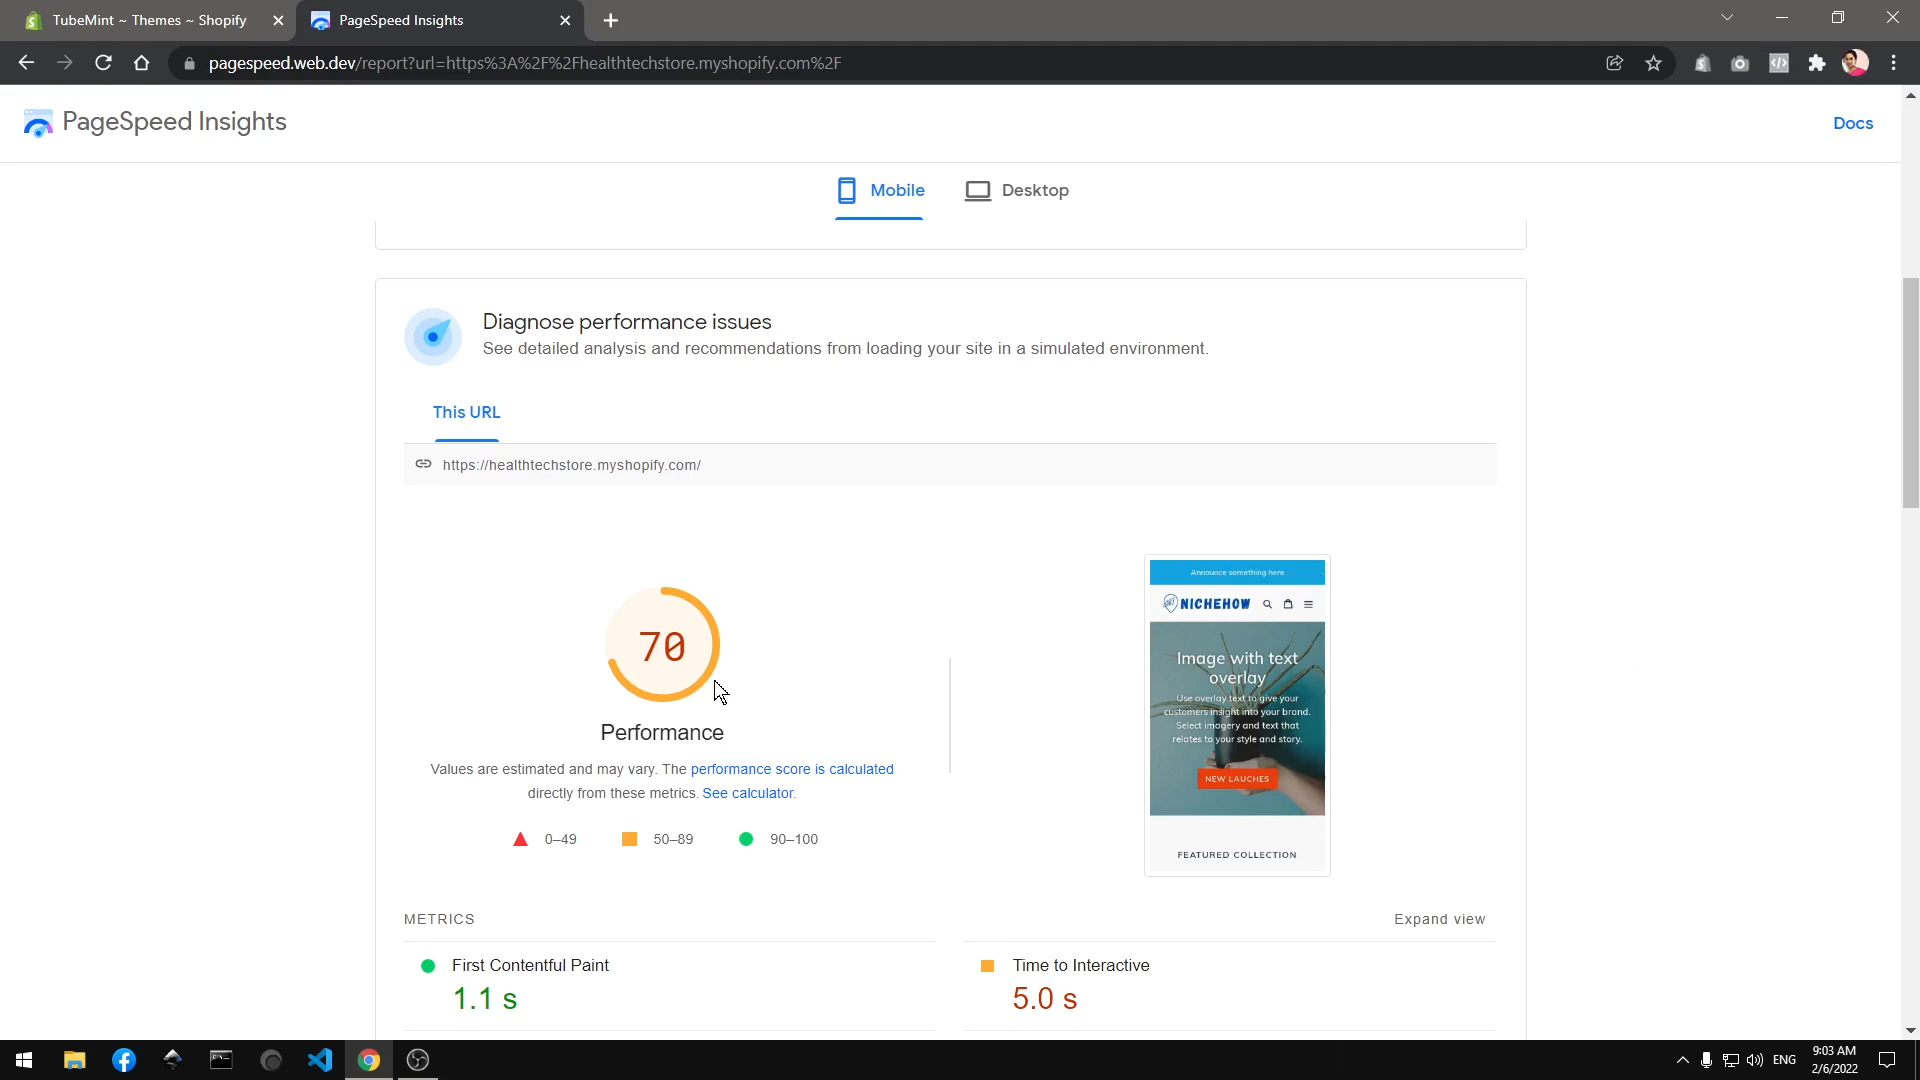 TubeMint ~ Themes ~ Shopify
PageSpeed Insights
pagespeed.web.dev/report?url=https%3A%2F%2Fhealthtechstore.myshopify.com%2F
PageSpeed Insights
Docs
Mobile
Desktop
Diagnose performance issues
See detailed analysis and recommendations from loading your site in a simulated environment.
This URL
https://healthtechstore.myshopify.com/
70
Performance
Values are estimated and may vary. The performance score is calculated
directly from these metrics. See calculator.
0–49
50–89
90–100
Announce something here
NICHEHOW
Image with text
overlay
Use overlay text to give your
customers insight into your brand.
Select imagery and text that
relates to your style and story.
NEW LAUCHES
FEATURED COLLECTION
METRICS
Expand view
First Contentful Paint
1.1 s
Time to Interactive
5.0 s
ENG
9:03 AM
2/6/2022